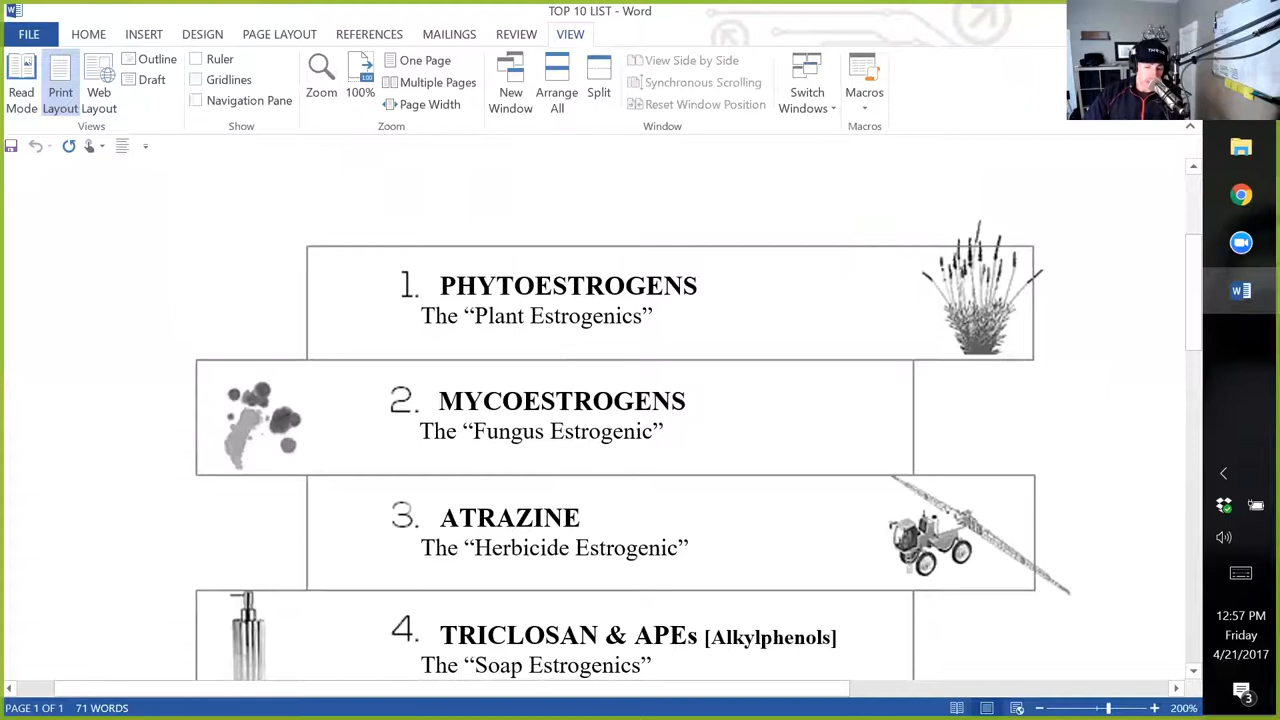 TOP 10 LIST - Word
FILE HOME INSERT DESIGN PAGE LAYOUT REFERENCES MAILINGS REVIEW VIEW
Read Mode
Print Layout
Web Layout
Outline
Draft
Views
Ruler
Gridlines
Navigation Pane
Show
Zoom
100%
One Page
Multiple Pages
Page Width
Zoom
New Window
Arrange All
Split
View Side by Side
Synchronous Scrolling
Reset Window Position
Window
Switch Windows
Macros
Macros
1. PHYTOESTROGENS
The “Plant Estrogenics”
2. MYCOESTROGENS
The “Fungus Estrogenic”
3. ATRAZINE
The “Herbicide Estrogenic”
4. TRICLOSAN & APEs [Alkylphenols]
The “Soap Estrogenics”
12:57 PM
Friday
4/21/2017
3
PAGE 1 OF 1 71 WORDS
200%